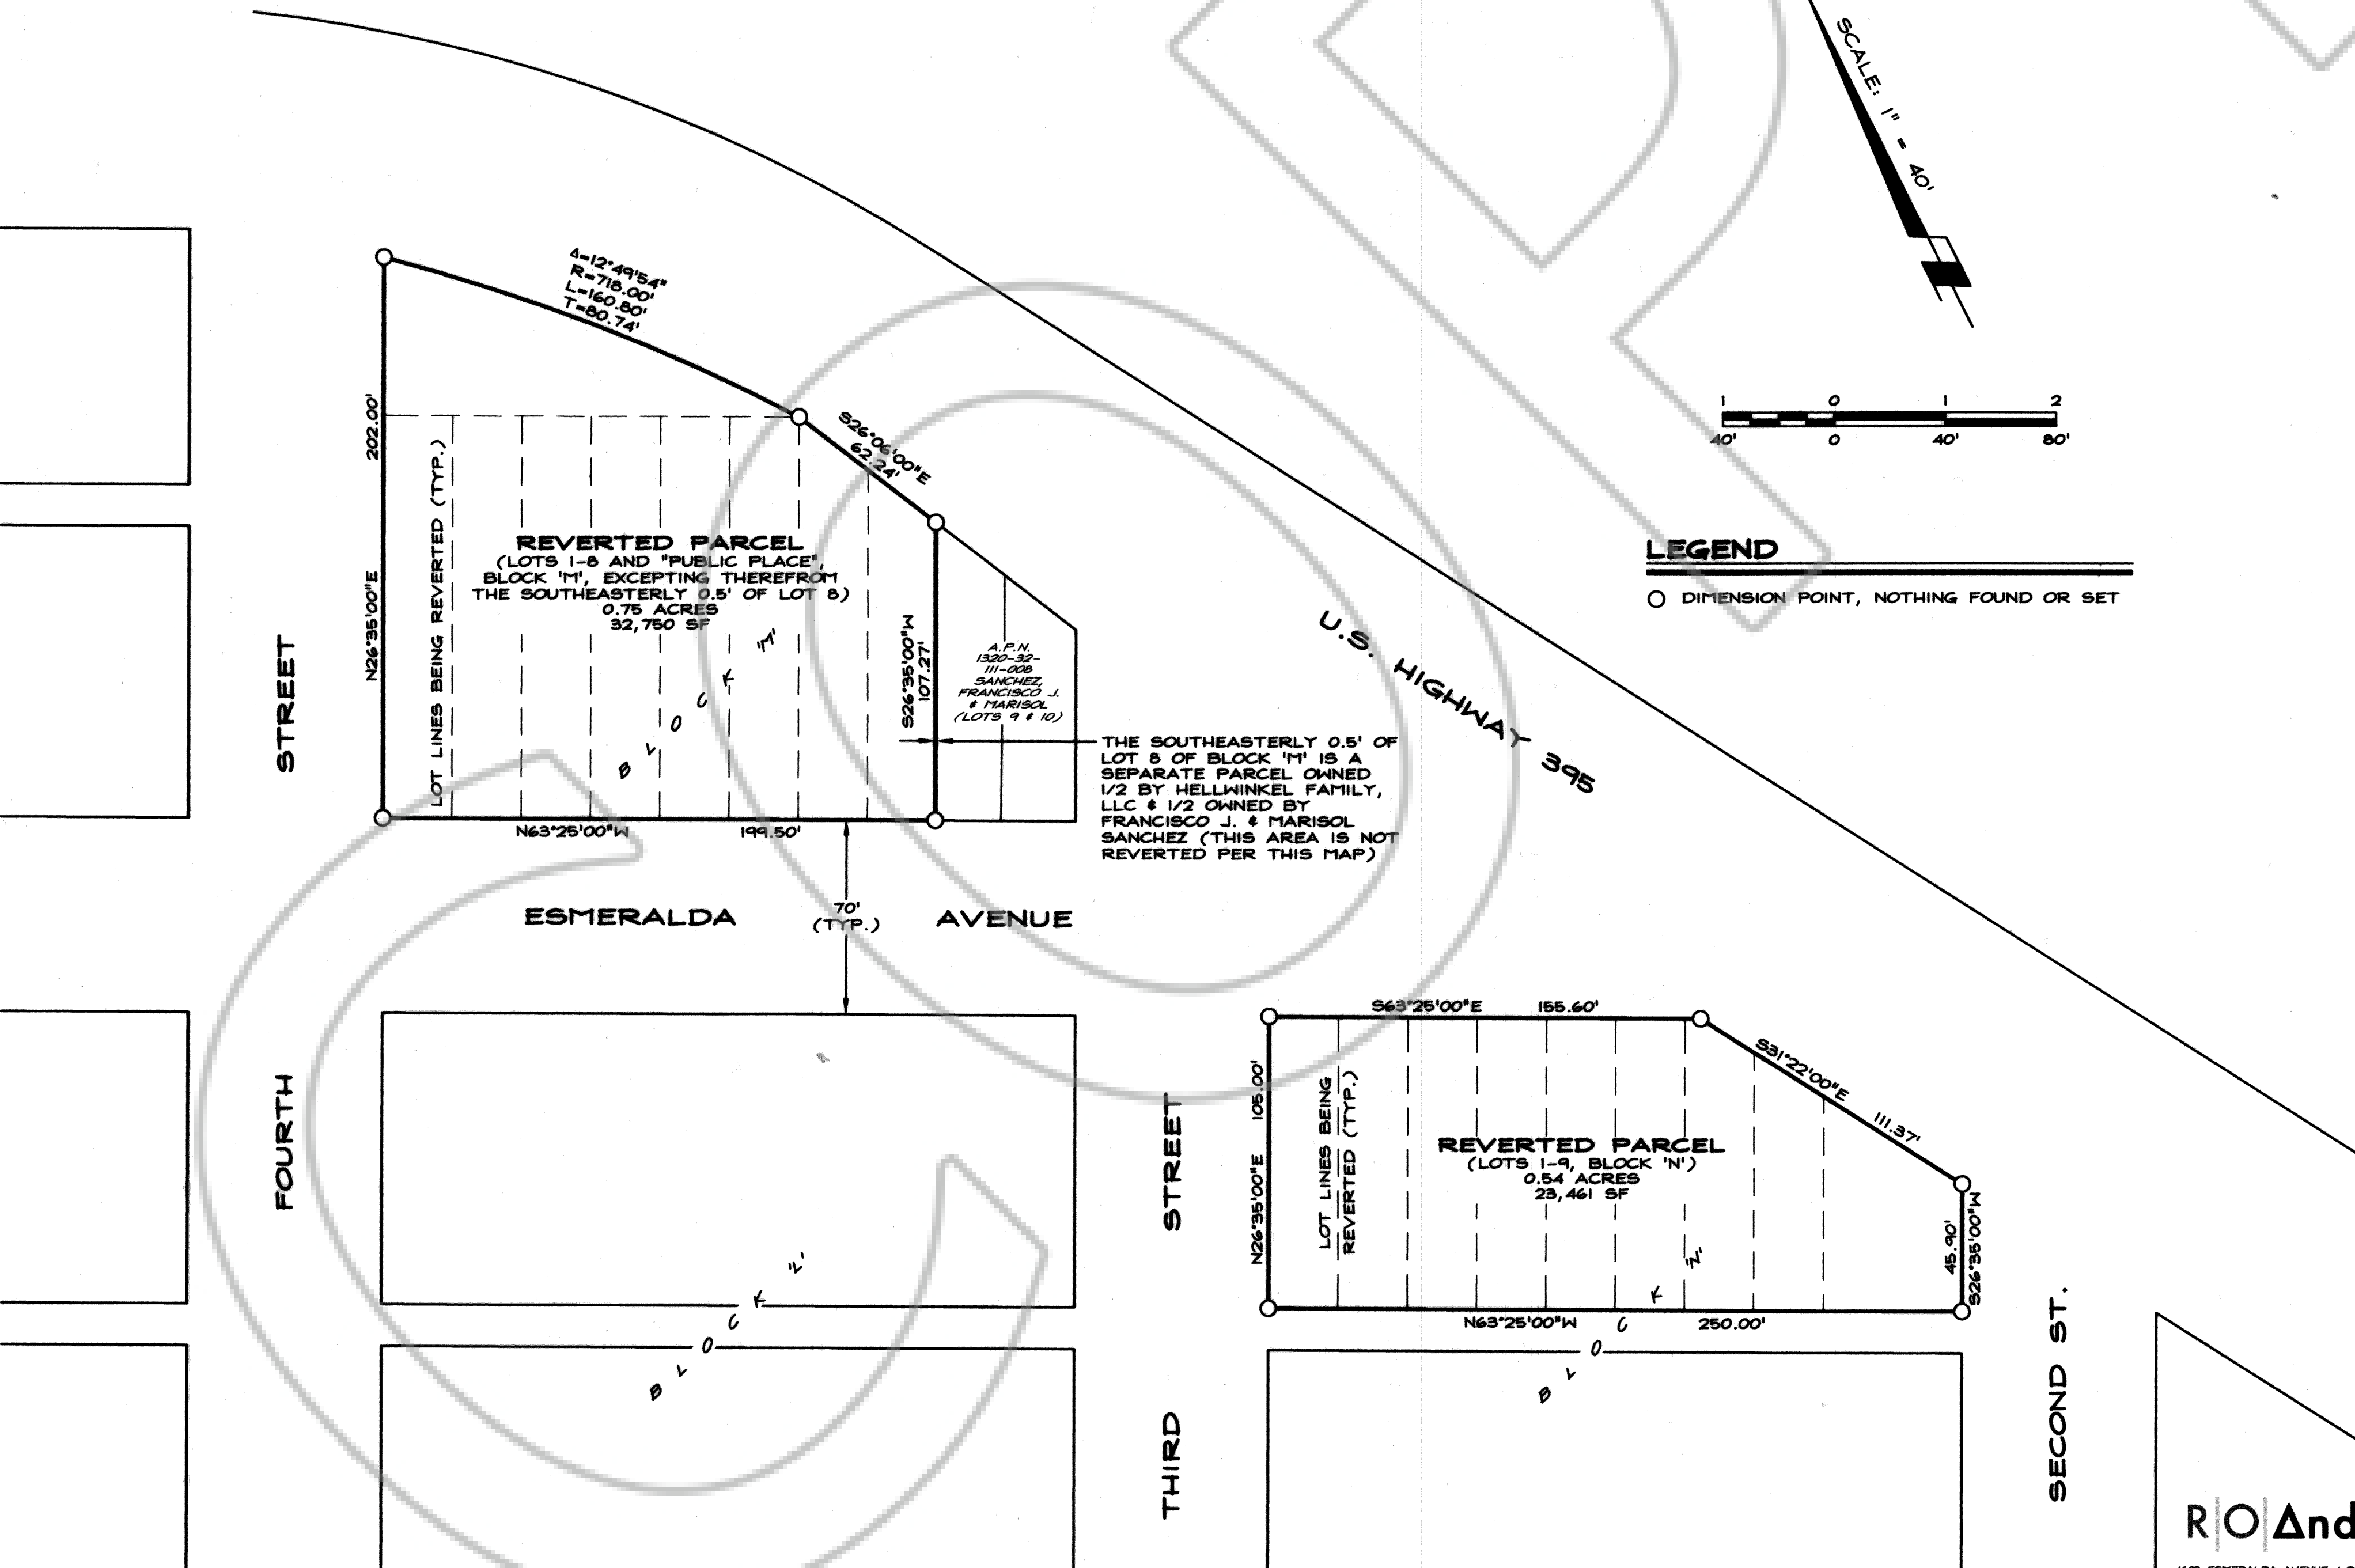 SCALE: 1" = 40'
Δ=12°49'54"
R=718.00'
L=160.80'
T=80.74'
202.00'
N26°35'00"E
LOT LINES BEING REVERTED (TYP.)
S26°06'00"E
62.24'
REVERTED PARCEL
(LOTS 1-8 AND "PUBLIC PLACE",
BLOCK 'M', EXCEPTING THEREFROM
THE SOUTHEASTERLY 0.5' OF LOT 8)
0.75 ACRES
32,750 SF
BLOCK 'M'
S26°35'00"W
107.27'
A.P.N.
1320-32-
111-008
SANCHEZ,
FRANCISCO J.
& MARISOL
(LOTS 9 & 10)
THE SOUTHEASTERLY 0.5' OF
LOT 8 OF BLOCK 'M' IS A
SEPARATE PARCEL OWNED
1/2 BY HELLWINKEL FAMILY,
LLC & 1/2 OWNED BY
FRANCISCO J. & MARISOL
SANCHEZ (THIS AREA IS NOT
REVERTED PER THIS MAP)
N63°25'00"W 199.50'
70'
(TYP.)
ESMERALDA AVENUE
U.S. HIGHWAY 395
1 0 1 2
40' 0 40' 80'
LEGEND
DIMENSION POINT, NOTHING FOUND OR SET
FOURTH STREET
THIRD STREET
SECOND ST.
S63°25'00"E 155.60'
S31°22'00"E 111.37'
105.00'
N26°35'00"E
LOT LINES BEING
REVERTED (TYP.)
REVERTED PARCEL
(LOTS 1-9, BLOCK 'N')
0.54 ACRES
23,461 SF
45.90'
S26°35'00"W
N63°25'00"W 250.00'
BLOCK 'L'
BLOCK 'N'
R|O|And